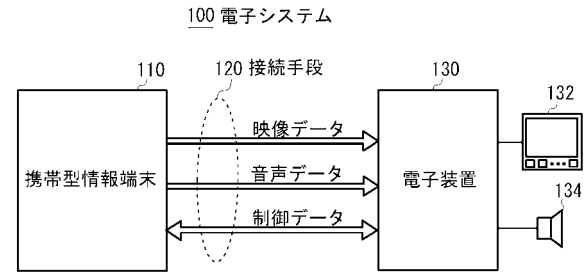 100 電子システム
110
120 接続手段
130
132
携帯型情報端末
映像データ
音声データ
制御データ
電子装置
134